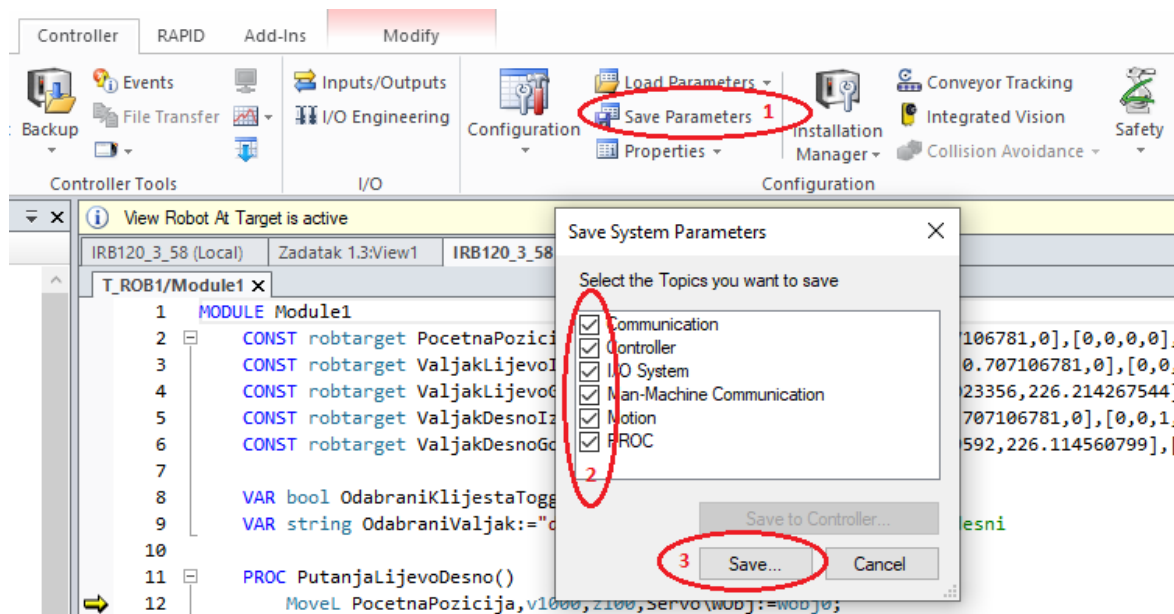 Controller RAPID Add-Ins Modify
Events Inputs/Outputs Load Parameters Conveyor Tracking
File Transfer I/O Engineering Save Parameters 1 Integrated Vision
Backup Configuration Installation Manager Safety
Properties Collision Avoidance
Controller Tools I/O Configuration
View Robot At Target is active
IRB120_3_58 (Local) Zadatak 1.3:View1 IRB120_3_58
T_ROB1/Module1
Save System Parameters
Select the Topics you want to save
Communication
Controller
I/O System
Man-Machine Communication
Motion
PROC
2
Save to Controller...
3 Save... Cancel
1 MODULE Module1
2 CONST robtarget PocetnaPozici 7106781,0],[0,0,0,0],
3 CONST robtarget ValjakLijevoI 0.707106781,0],[0,0,
4 CONST robtarget ValjakLijevoG 023356,226.214267544]
5 CONST robtarget ValjakDesnoIz 707106781,0],[0,0,1,
6 CONST robtarget ValjakDesnoGo 592,226.114560799],[
7
8 VAR bool OdabraniKlijestaTogg
9 VAR string OdabraniValjak:="d desni
10
11 PROC PutanjaLijevoDesno()
12 MoveL PocetnaPozicija,v1000,z100,Servo\WObj:=wobj0;